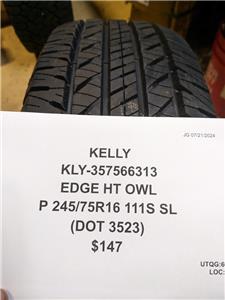 JG 07/21/2024
KELLY
KLY-357566313
EDGE HT OWL
P 245/75R16 111S SL
(DOT 3523)
$147
UTQG:6
LOC: